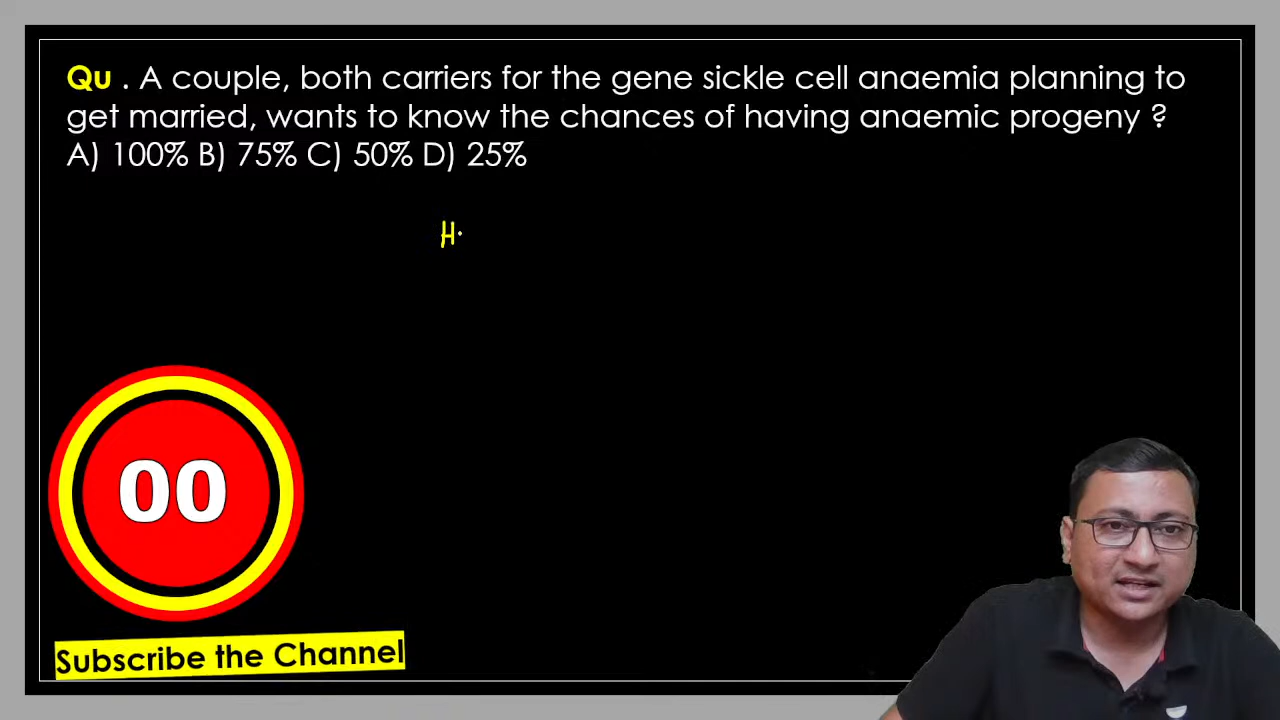 Qu . A couple, both carriers for the gene sickle cell anaemia planning to
get married, wants to know the chances of having anaemic progeny ?
A) 100% B) 75% C) 50% D) 25%
H
00
Subscribe the Channel